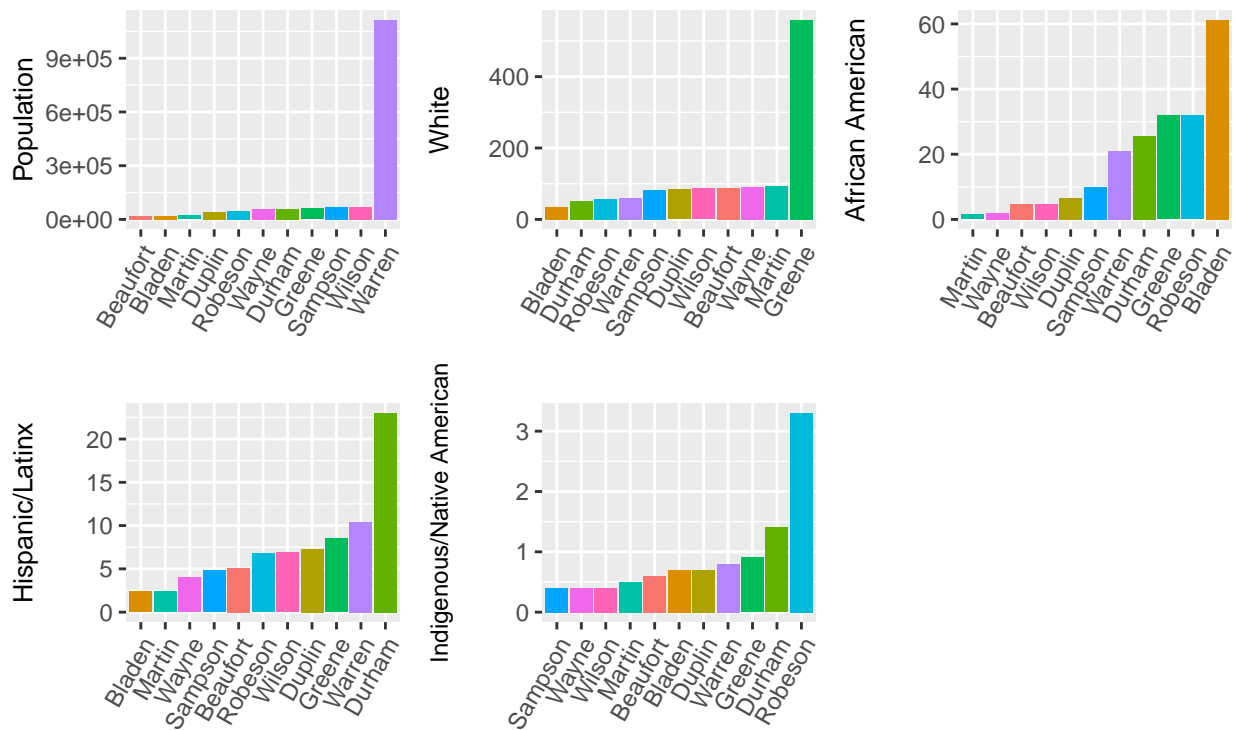 Population
9e+05
6e+05
3e+05
0e+00
Beaufort
Bladen
Martin
Duplin
Robeson
Wayne
Durham
Greene
Sampson
Wilson
Warren
White
400
200
0
Bladen
Durham
Robeson
Warren
Sampson
Duplin
Wilson
Beaufort
Wayne
Martin
Greene
African American
60
40
20
0
Martin
Wayne
Beaufort
Wilson
Duplin
Sampson
Warren
Durham
Greene
Robeson
Bladen
Hispanic/Latinx
20
15
10
5
0
Bladen
Martin
Wayne
Sampson
Beaufort
Robeson
Wilson
Duplin
Greene
Warren
Durham
Indigenous/Native American
3
2
1
0
Sampson
Wayne
Wilson
Martin
Beaufort
Bladen
Duplin
Warren
Greene
Durham
Robeson